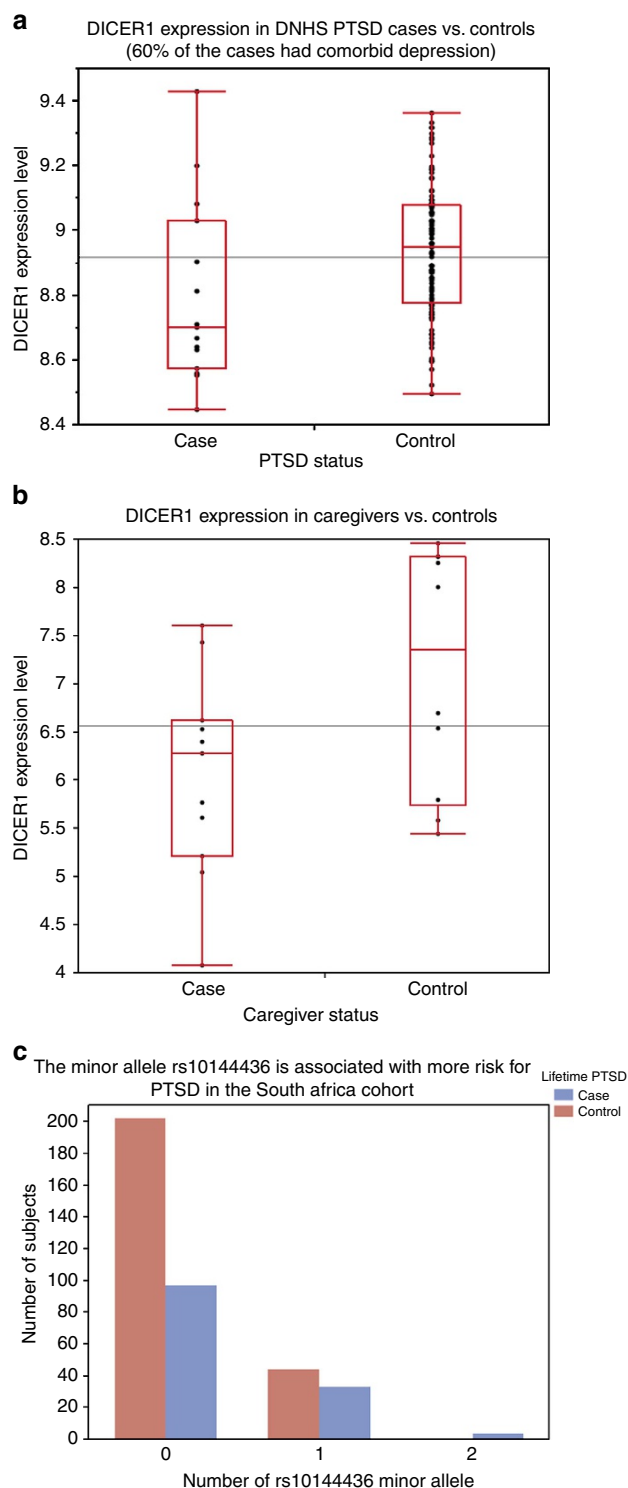 a
DICER1 expression in DNHS PTSD cases vs. controls
(60% of the cases had comorbid depression)
DICER1 expression level
9.4
9.2
9
8.8
8.6
8.4
Case
Control
PTSD status
b
DICER1 expression in caregivers vs. controls
DICER1 expression level
8.5
8
7.5
7
6.5
6
5.5
5
4.5
4
Case
Control
Caregiver status
c
The minor allele rs10144436 is associated with more risk for
PTSD in the South africa cohort
Lifetime PTSD
Case
Control
Number of subjects
200
180
160
140
120
100
80
60
40
20
0
0
1
2
Number of rs10144436 minor allele